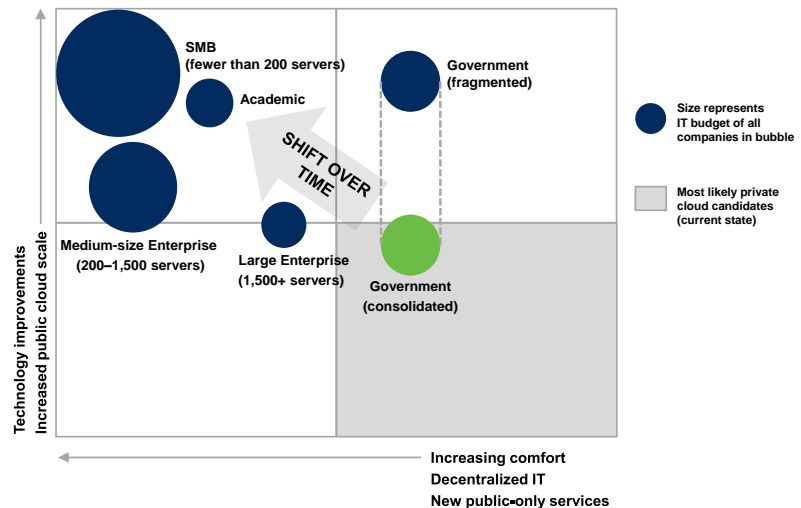 SMB
(fewer than 200 servers)
Academic
Government
(fragmented)
Size represents
IT budget of all
companies in bubble
SHIFT OVER
TIME
Most likely private
cloud candidates
(current state)
Medium-size Enterprise
(200–1,500 servers)
Large Enterprise
(1,500+ servers)
Government
(consolidated)
Technology improvements
Increased public cloud scale
Increasing comfort
Decentralized IT
New public-only services